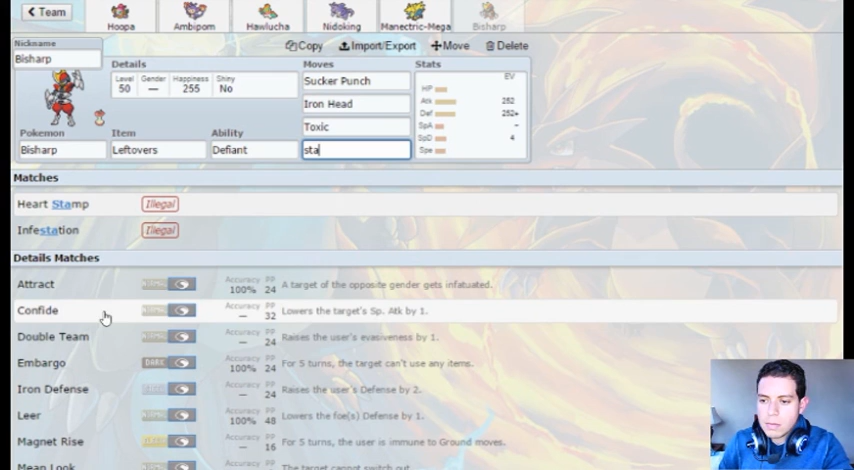 < Team
Hoopa Ambipom Hawlucha Nidoking Manectric-Mega Bisharp
Nickname
Bisharp
Copy Import/Export Move Delete
Details Moves Stats
Level Gender Happiness Shiny
50 — 255 No
Sucker Punch
Iron Head
Toxic
sta
EV
HP
Atk 252
Def 252+
SpA –
SpD 4
Spe
Pokemon Item Ability
Bisharp Leftovers Defiant
Matches
Heart Stamp Illegal
Infestation Illegal
Details Matches
Attract NORMAL Accuracy 100% PP 24 A target of the opposite gender gets infatuated.
Confide NORMAL Accuracy — PP 32 Lowers the target's Sp. Atk by 1.
Double Team NORMAL Accuracy — PP 24 Raises the user's evasiveness by 1.
Embargo DARK Accuracy 100% PP 24 For 5 turns, the target can't use any items.
Iron Defense Accuracy — PP 24 Raises the user's Defense by 2.
Leer NORMAL Accuracy 100% PP 48 Lowers the foe(s) Defense by 1.
Magnet Rise Accuracy — PP 16 For 5 turns, the user is immune to Ground moves.
Mean Look Accuracy PP The target cannot switch out.